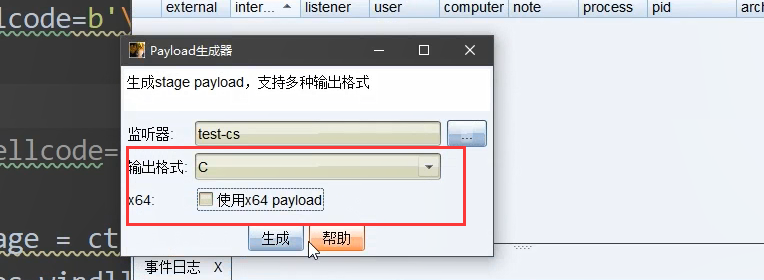 lcode=b'\
external inter... listener user computer note process pid arch
Payload生成器
生成stage payload，支持多种输出格式
监听器: test-cs ...
ellcode=
输出格式: C
x64: 使用x64 payload
age = ct
生成 帮助
os.windll
事件日志 X